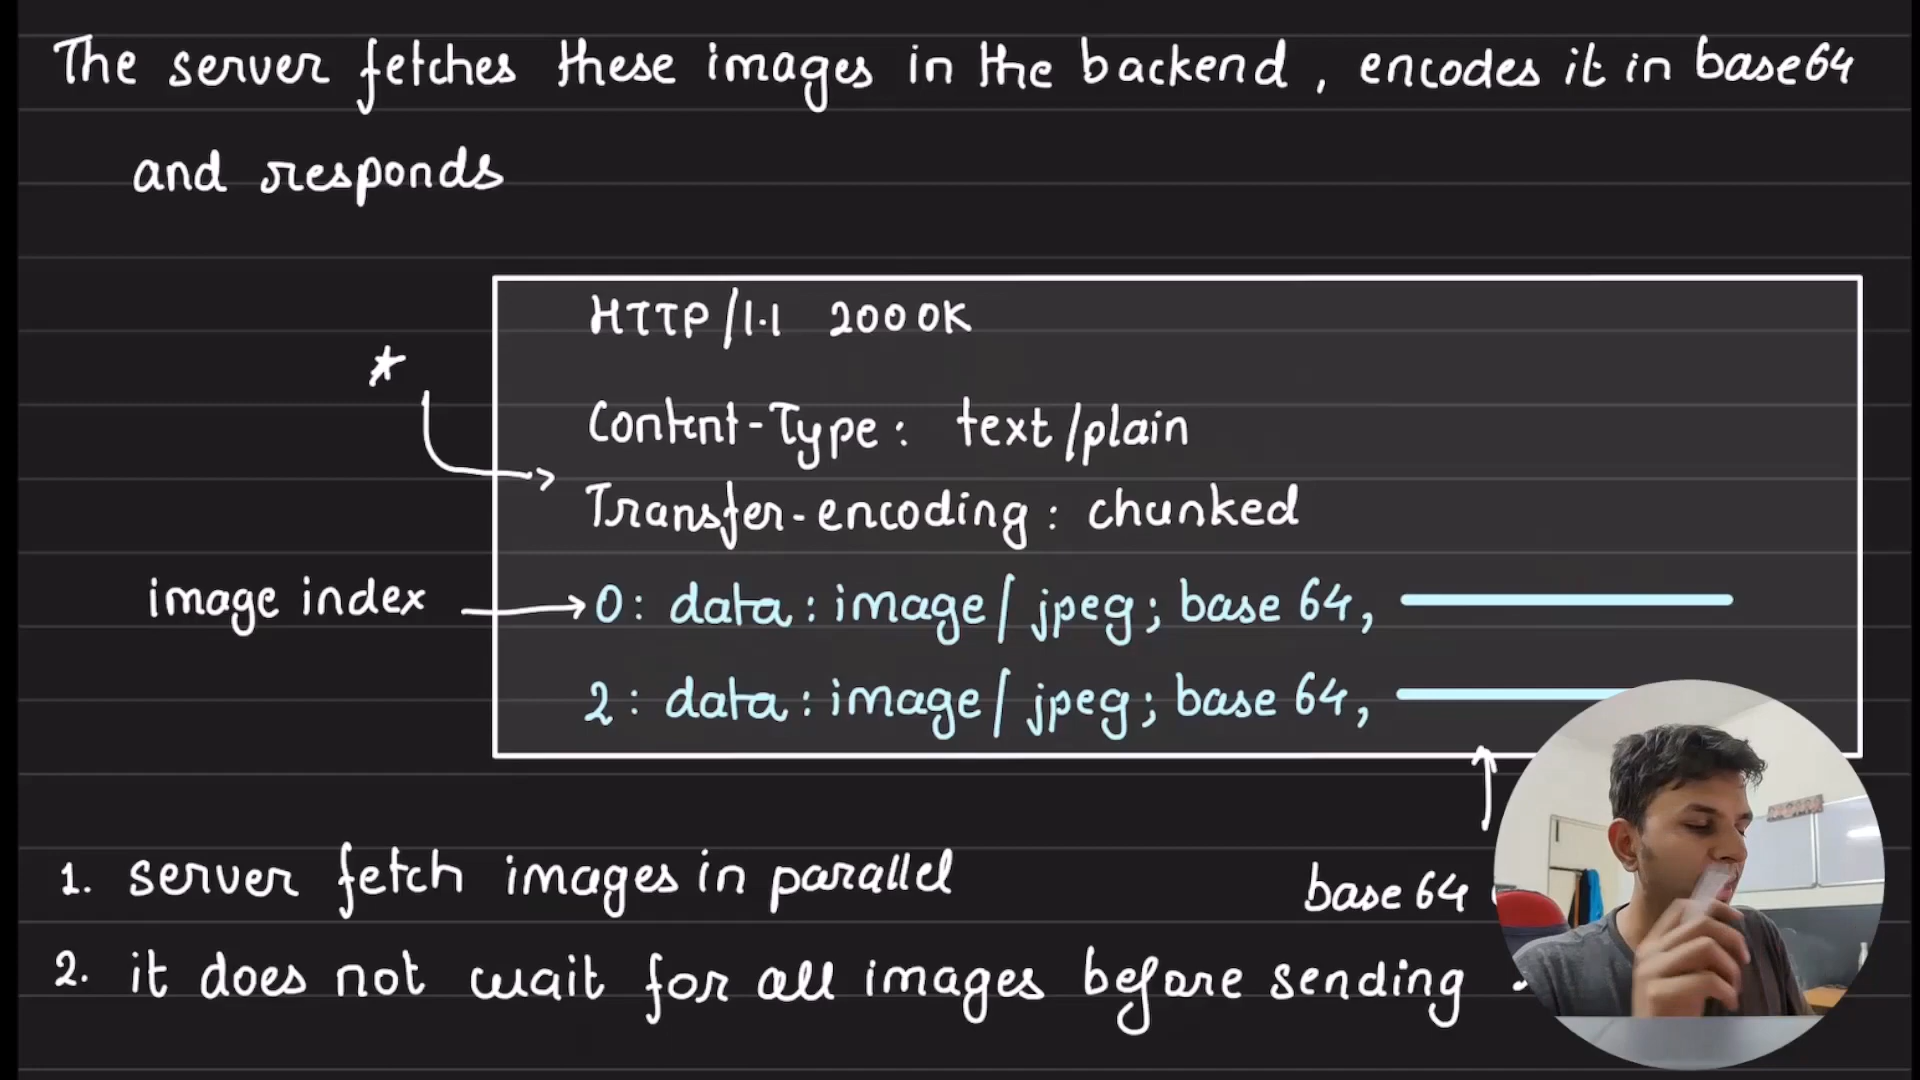 The server fetches these images in the backend, encodes it in base64
and responds
HTTP/1.1 200 OK
*
Content-Type: text/plain
Transfer-encoding: chunked
image index → 0: data: image/jpeg; base 64,
2: data: image/jpeg; base 64,
1. server fetch images in parallel
base 64
2. it does not wait for all images before sending